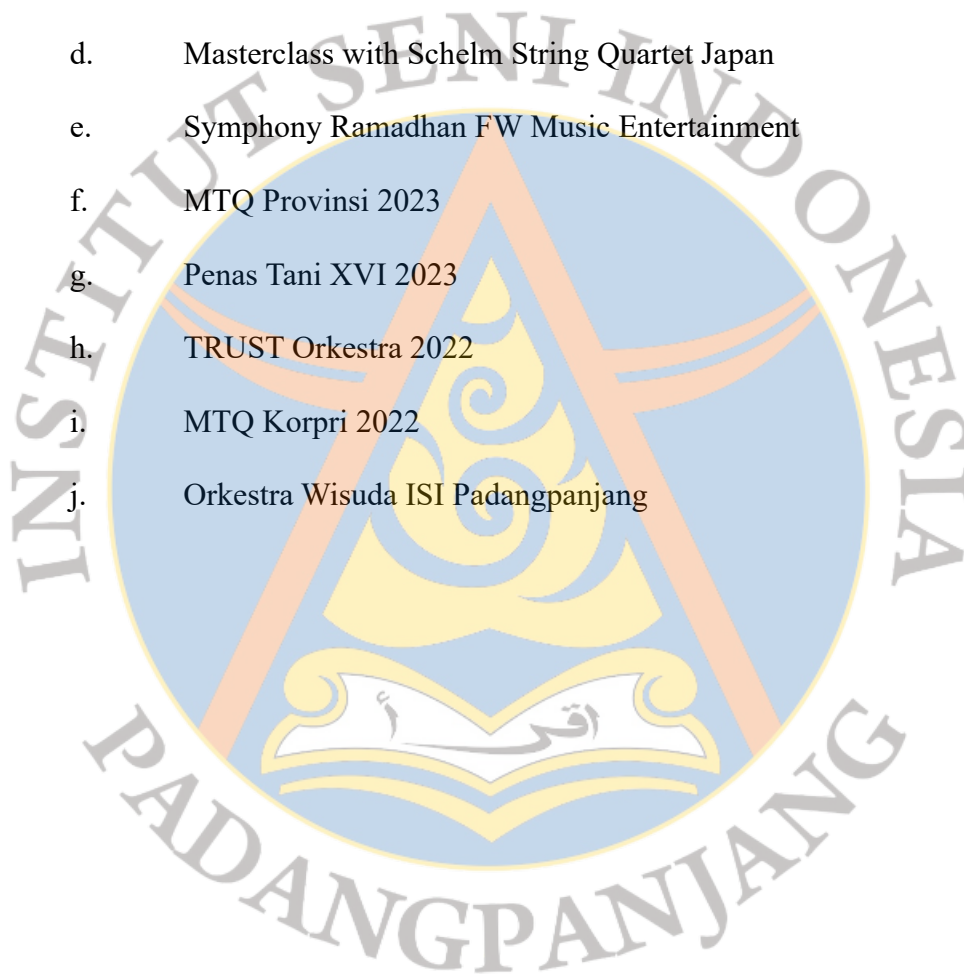 d. Masterclass with Schelm String Quartet Japan
e. Symphony Ramadhan FW Music Entertainment
f. MTQ Provinsi 2023
g. Penas Tani XVI 2023
h. TRUST Orkestra 2022
i. MTQ Korpri 2022
j. Orkestra Wisuda ISI Padangpanjang
INSTITUT SENI INDONESIA
اقرأ
PADANGPANJANG